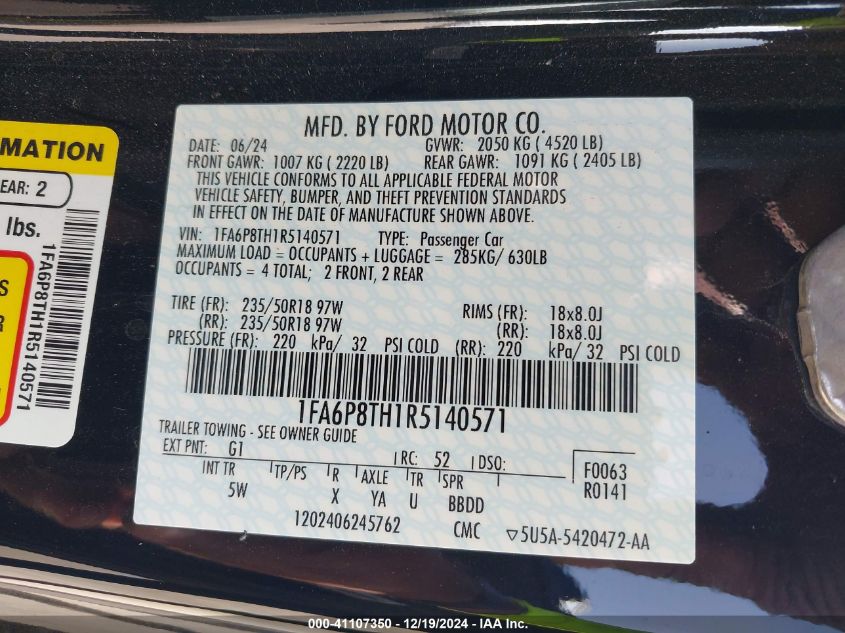 MATION
EAR: 2
lbs.
S
R
1FA6P8TH1R5140571
MFD. BY FORD MOTOR CO.
DATE: 06/24 GVWR: 2050 KG ( 4520 LB)
FRONT GAWR: 1007 KG ( 2220 LB) REAR GAWR: 1091 KG ( 2405 LB)
THIS VEHICLE CONFORMS TO ALL APPLICABLE FEDERAL MOTOR
VEHICLE SAFETY, BUMPER, AND THEFT PREVENTION STANDARDS
IN EFFECT ON THE DATE OF MANUFACTURE SHOWN ABOVE.
VIN: 1FA6P8TH1R5140571 TYPE: Passenger Car
MAXIMUM LOAD = OCCUPANTS + LUGGAGE = 285KG/ 630LB
OCCUPANTS = 4 TOTAL; 2 FRONT, 2 REAR
TIRE (FR): 235/50R18 97W RIMS (FR): 18x8.0J
(RR): 235/50R18 97W (RR): 18x8.0J
PRESSURE (FR): 220 kPa/ 32 PSI COLD (RR): 220 kPa/ 32 PSI COLD
1FA6P8TH1R5140571
TRAILER TOWING - SEE OWNER GUIDE
EXT PNT: G1 RC: 52 DSO: F0063
INT TR TP/PS R AXLE TR SPR R0141
5W X YA U BBDD
1202406245762 CMC ▽5U5A-5420472-AA
000-41107350 - 12/19/2024 - IAA Inc.